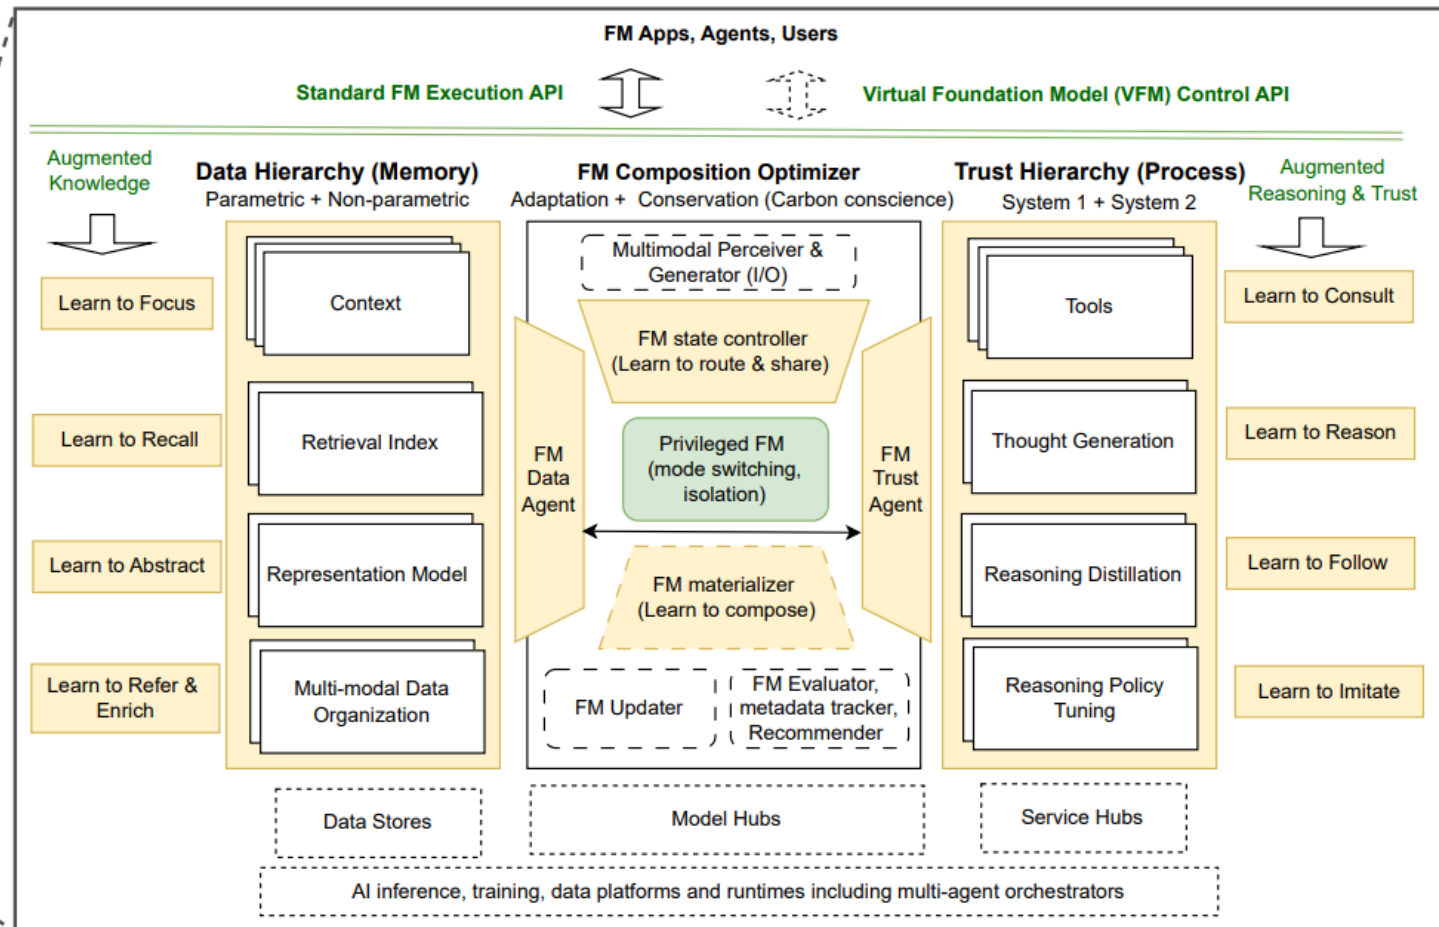 FM Apps, Agents, Users
Standard FM Execution API
Virtual Foundation Model (VFM) Control API
Augmented
Knowledge
Data Hierarchy (Memory)
Parametric + Non-parametric
FM Composition Optimizer
Adaptation + Conservation (Carbon conscience)
Trust Hierarchy (Process)
System 1 + System 2
Augmented
Reasoning & Trust
Learn to Focus
Learn to Recall
Learn to Abstract
Learn to Refer &
Enrich
Context
Retrieval Index
Representation Model
Multi-modal Data
Organization
FM
Data
Agent
Multimodal Perceiver &
Generator (I/O)
FM state controller
(Learn to route & share)
Privileged FM
(mode switching,
isolation)
FM materializer
(Learn to compose)
FM Updater
FM Evaluator,
metadata tracker,
Recommender
FM
Trust
Agent
Tools
Thought Generation
Reasoning Distillation
Reasoning Policy
Tuning
Learn to Consult
Learn to Reason
Learn to Follow
Learn to Imitate
Data Stores
Model Hubs
Service Hubs
AI inference, training, data platforms and runtimes including multi-agent orchestrators